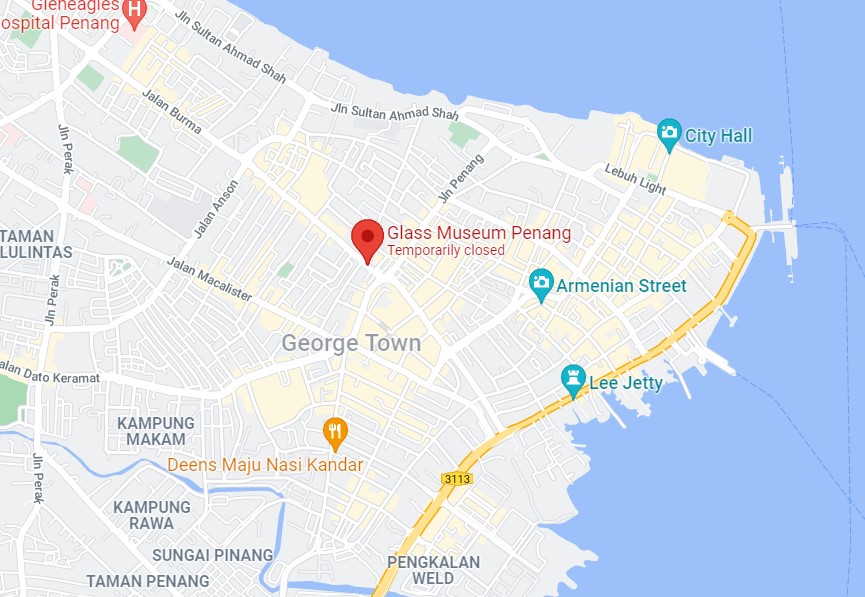 Gleneagles
ospital Penang
H
Jln Sultan Ahmad Shah
Jln Sultan Ahmad Shah
Jalan Burma
City Hall
Jln Perak
Jln Penang
Lebuh Light
Jalan Anson
Glass Museum Penang
Temporarily closed
TAMAN
LULINTAS
Jalan Macalister
Armenian Street
Jln Perak
George Town
alan Dato Keramat
Lee Jetty
KAMPUNG
MAKAM
Deens Maju Nasi Kandar
Jln Perak
3113
KAMPUNG
RAWA
SUNGAI PINANG
PENGKALAN
WELD
TAMAN PENANG